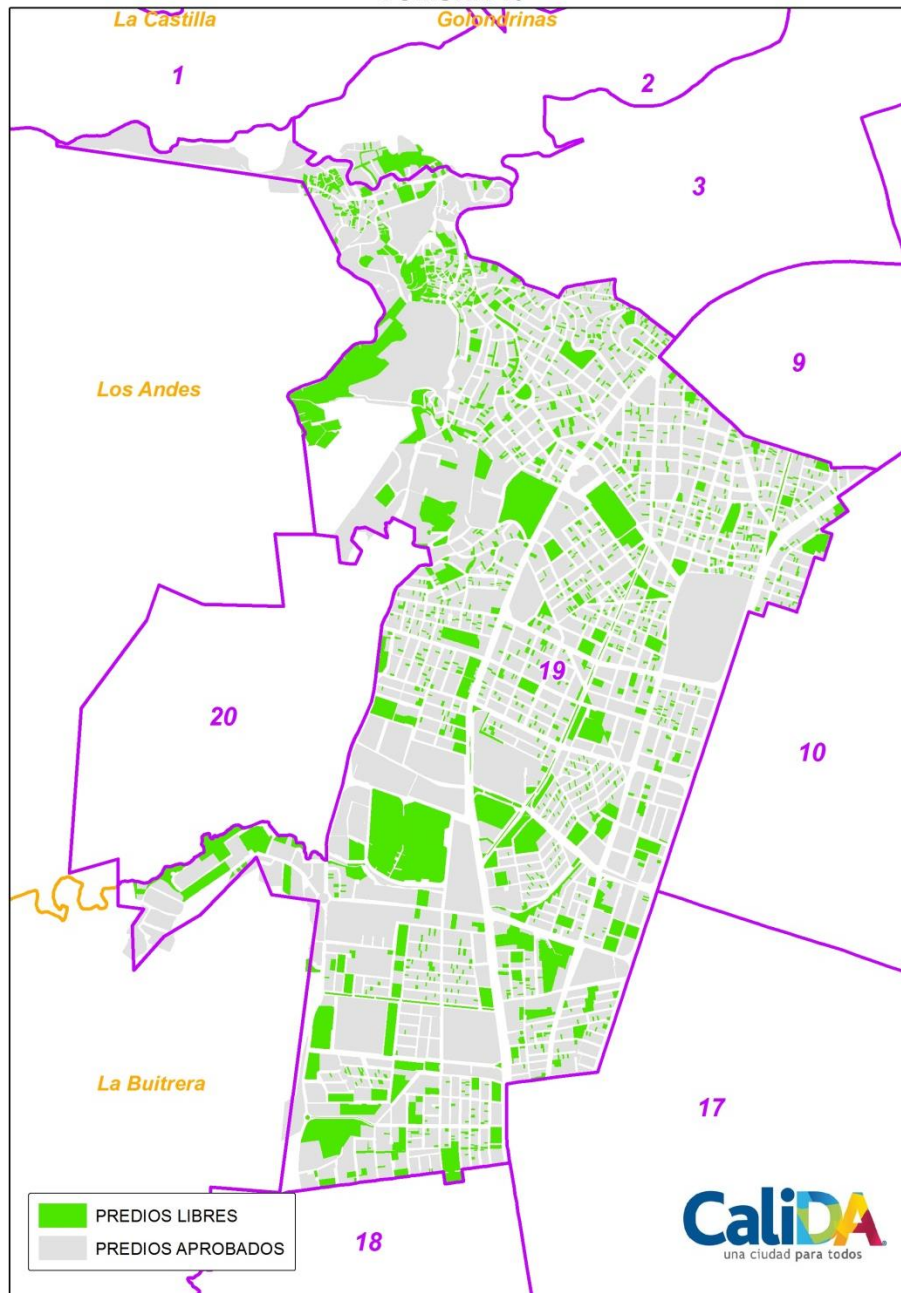 La Castilla
Golondrinas
1
2
3
9
Los Andes
19
20
10
La Buitrera
17
18
PREDIOS LIBRES
PREDIOS APROBADOS
CaliDA
una ciudad para todos